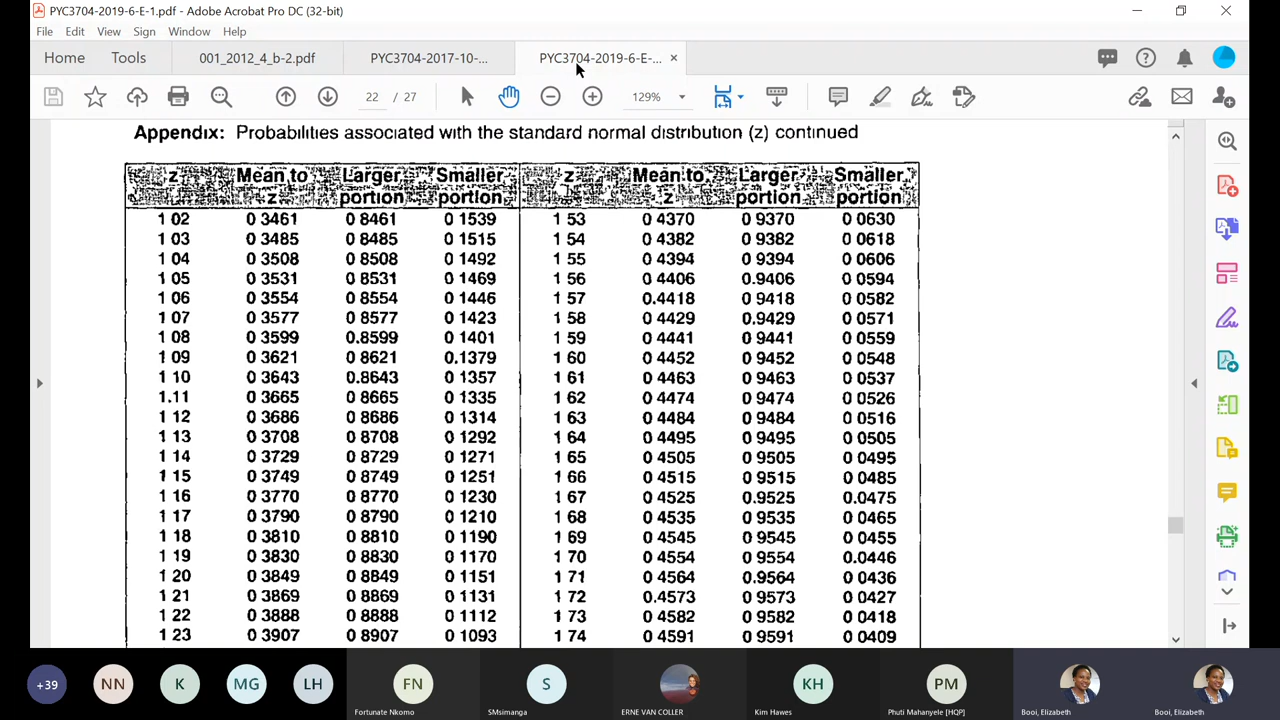 PYC3704-2019-6-E-1.pdf - Adobe Acrobat Pro DC (32-bit)
File Edit View Sign Window Help
Home Tools 001_2012_4_b-2.pdf PYC3704-2017-10-... PYC3704-2019-6-E-... ×
22 / 27 129%
Appendix: Probabilities associated with the standard normal distribution (z) continued
z Mean to z Larger portion Smaller portion z Mean to z Larger portion Smaller portion
1 02 0 3461 0 8461 0 1539 1 53 0 4370 0 9370 0 0630
1 03 0 3485 0 8485 0 1515 1 54 0 4382 0 9382 0 0618
1 04 0 3508 0 8508 0 1492 1 55 0 4394 0 9394 0 0606
1 05 0 3531 0 8531 0 1469 1 56 0 4406 0.9406 0 0594
1 06 0 3554 0 8554 0 1446 1 57 0.4418 0 9418 0 0582
1 07 0 3577 0 8577 0 1423 1 58 0 4429 0.9429 0 0571
1 08 0 3599 0.8599 0 1401 1 59 0 4441 0 9441 0 0559
1 09 0 3621 0 8621 0.1379 1 60 0 4452 0 9452 0 0548
1 10 0 3643 0.8643 0 1357 1 61 0 4463 0 9463 0 0537
1.11 0 3665 0 8665 0 1335 1 62 0 4474 0 9474 0 0526
1 12 0 3686 0 8686 0 1314 1 63 0 4484 0 9484 0 0516
1 13 0 3708 0 8708 0 1292 1 64 0 4495 0 9495 0 0505
1 14 0 3729 0 8729 0 1271 1 65 0 4505 0 9505 0 0495
1 15 0 3749 0 8749 0 1251 1 66 0 4515 0 9515 0 0485
1 16 0 3770 0 8770 0 1230 1 67 0 4525 0.9525 0.0475
1 17 0 3790 0 8790 0 1210 1 68 0 4535 0 9535 0 0465
1 18 0 3810 0 8810 0 1190 1 69 0 4545 0 9545 0 0455
1 19 0 3830 0 8830 0 1170 1 70 0 4554 0 9554 0.0446
1 20 0 3849 0 8849 0 1151 1 71 0 4564 0.9564 0 0436
1 21 0 3869 0 8869 0 1131 1 72 0.4573 0 9573 0 0427
1 22 0 3888 0 8888 0 1112 1 73 0 4582 0 9582 0 0418
1 23 0 3907 0 8907 0 1093 1 74 0 4591 0 9591 0 0409
+39 NN K MG LH FN S KH PM
Fortunate Nkomo SMsimanga ERNE VAN COLLER Kim Hawes Phuti Mahanyele [HQP] Booi, Elizabeth Booi, Elizabeth